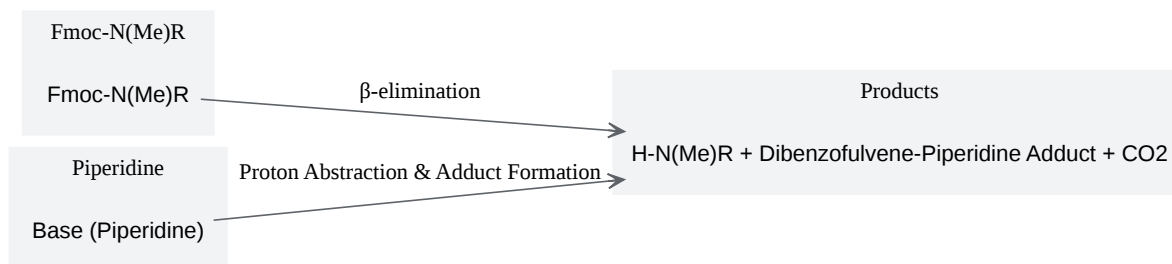 Fmoc-N(Me)R
Fmoc-N(Me)R
β-elimination
Products
H-N(Me)R + Dibenzofulvene-Piperidine Adduct + CO2
Piperidine
Proton Abstraction & Adduct Formation
Base (Piperidine)